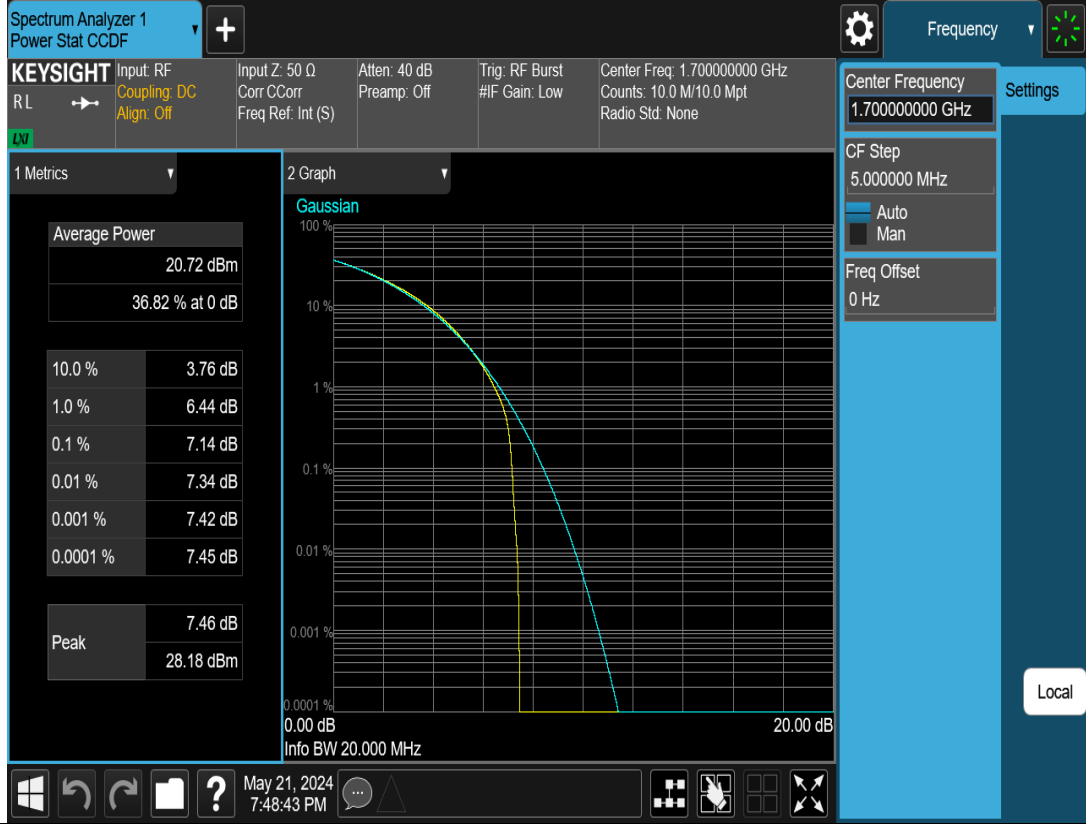 Spectrum Analyzer 1
Power Stat CCDF
+
Frequency
KEYSIGHT
R L
LXI
Input: RF
Coupling: DC
Align: Off
Input Z: 50 Ω
Corr CCorr
Freq Ref: Int (S)
Atten: 40 dB
Preamp: Off
Trig: RF Burst
#IF Gain: Low
Center Freq: 1.700000000 GHz
Counts: 10.0 M/10.0 Mpt
Radio Std: None
Center Frequency
1.700000000 GHz
Settings
CF Step
5.000000 MHz
Auto
Man
Freq Offset
0 Hz
1 Metrics
Average Power
20.72 dBm
36.82 % at 0 dB
10.0 % 3.76 dB
1.0 % 6.44 dB
0.1 % 7.14 dB
0.01 % 7.34 dB
0.001 % 7.42 dB
0.0001 % 7.45 dB
Peak 7.46 dB
28.18 dBm
2 Graph
Gaussian
100 %
10 %
1 %
0.1 %
0.01 %
0.001 %
0.0001 %
0.00 dB 20.00 dB
Info BW 20.000 MHz
Local
?
May 21, 2024
7:48:43 PM